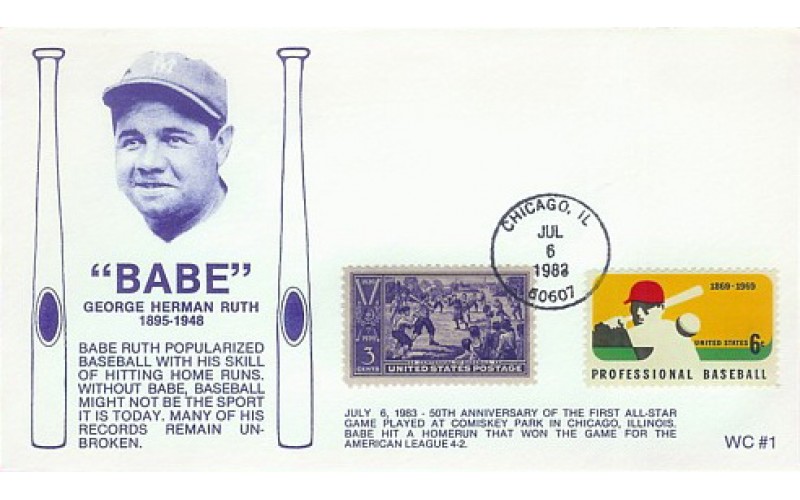 "BABE"
GEORGE HERMAN RUTH
1895-1948
BABE RUTH POPULARIZED
BASEBALL WITH HIS SKILL
OF HITTING HOME RUNS.
WITHOUT BABE, BASEBALL
MIGHT NOT BE THE SPORT
IT IS TODAY. MANY OF HIS
RECORDS REMAIN UN-
BROKEN.
CHICAGO, IL
JUL
6
1983
60607
3
CENTS
UNITED STATES POSTAGE
1869-1969
UNITED STATES 6c
PROFESSIONAL BASEBALL
JULY 6, 1983 - 50TH ANNIVERSARY OF THE FIRST ALL-STAR
GAME PLAYED AT COMISKEY PARK IN CHICAGO, ILLINOIS.
BABE HIT A HOMERUN THAT WON THE GAME FOR THE
AMERICAN LEAGUE 4-2.
WC #1